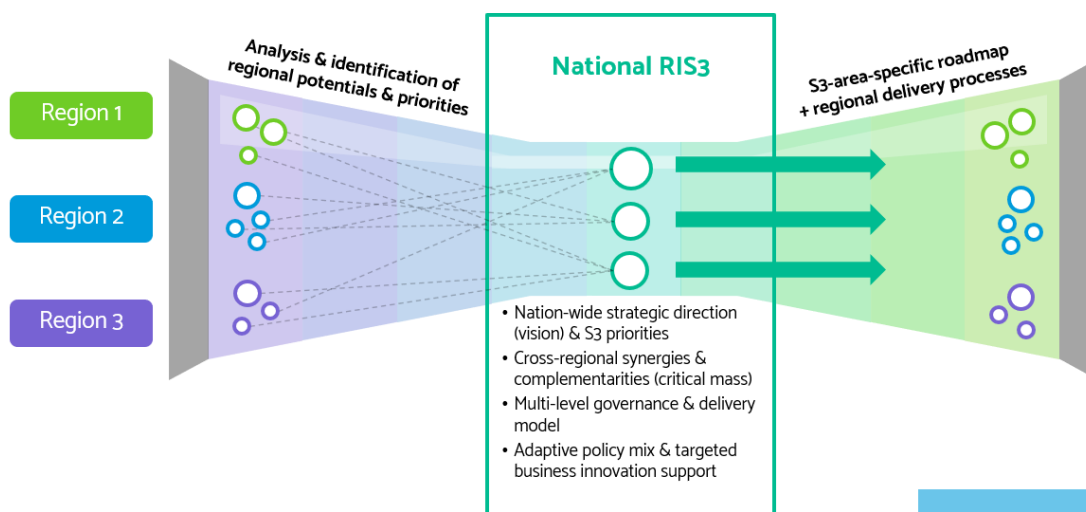 Analysis & identification of
regional potentials & priorities
National RIS3
S3-area-specific roadmap
+ regional delivery processes
Region 1
Region 2
Region 3
• Nation-wide strategic direction
(vision) & S3 priorities
• Cross-regional synergies &
complementarities (critical mass)
• Multi-level governance & delivery
model
• Adaptive policy mix & targeted
business innovation support